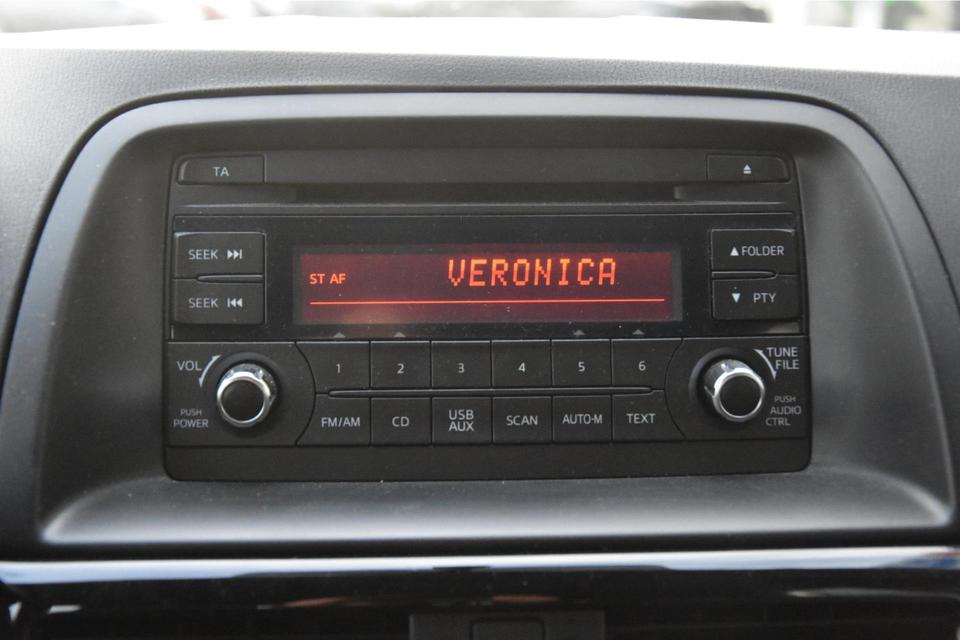 TA
SEEK ⏭
▲ FOLDER
ST AF VERONICA
SEEK ⏮
▼ PTY
VOL
1 2 3 4 5 6
TUNE
FILE
PUSH
POWER
FM/AM
CD
USB
AUX
SCAN
AUTO-M
TEXT
PUSH
AUDIO
CTRL